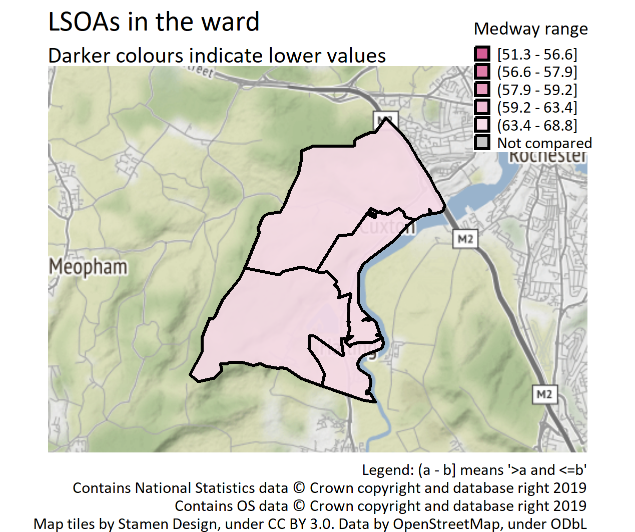 LSOAs in the ward
Darker colours indicate lower values
Medway range
[51.3 - 56.6]
(56.6 - 57.9]
(57.9 - 59.2]
(59.2 - 63.4]
(63.4 - 68.8]
Not compared
Rochester
M2
Meopham
M2
Legend: (a - b] means '>a and <=b'
Contains National Statistics data © Crown copyright and database right 2019
Contains OS data © Crown copyright and database right 2019
Map tiles by Stamen Design, under CC BY 3.0. Data by OpenStreetMap, under ODbL